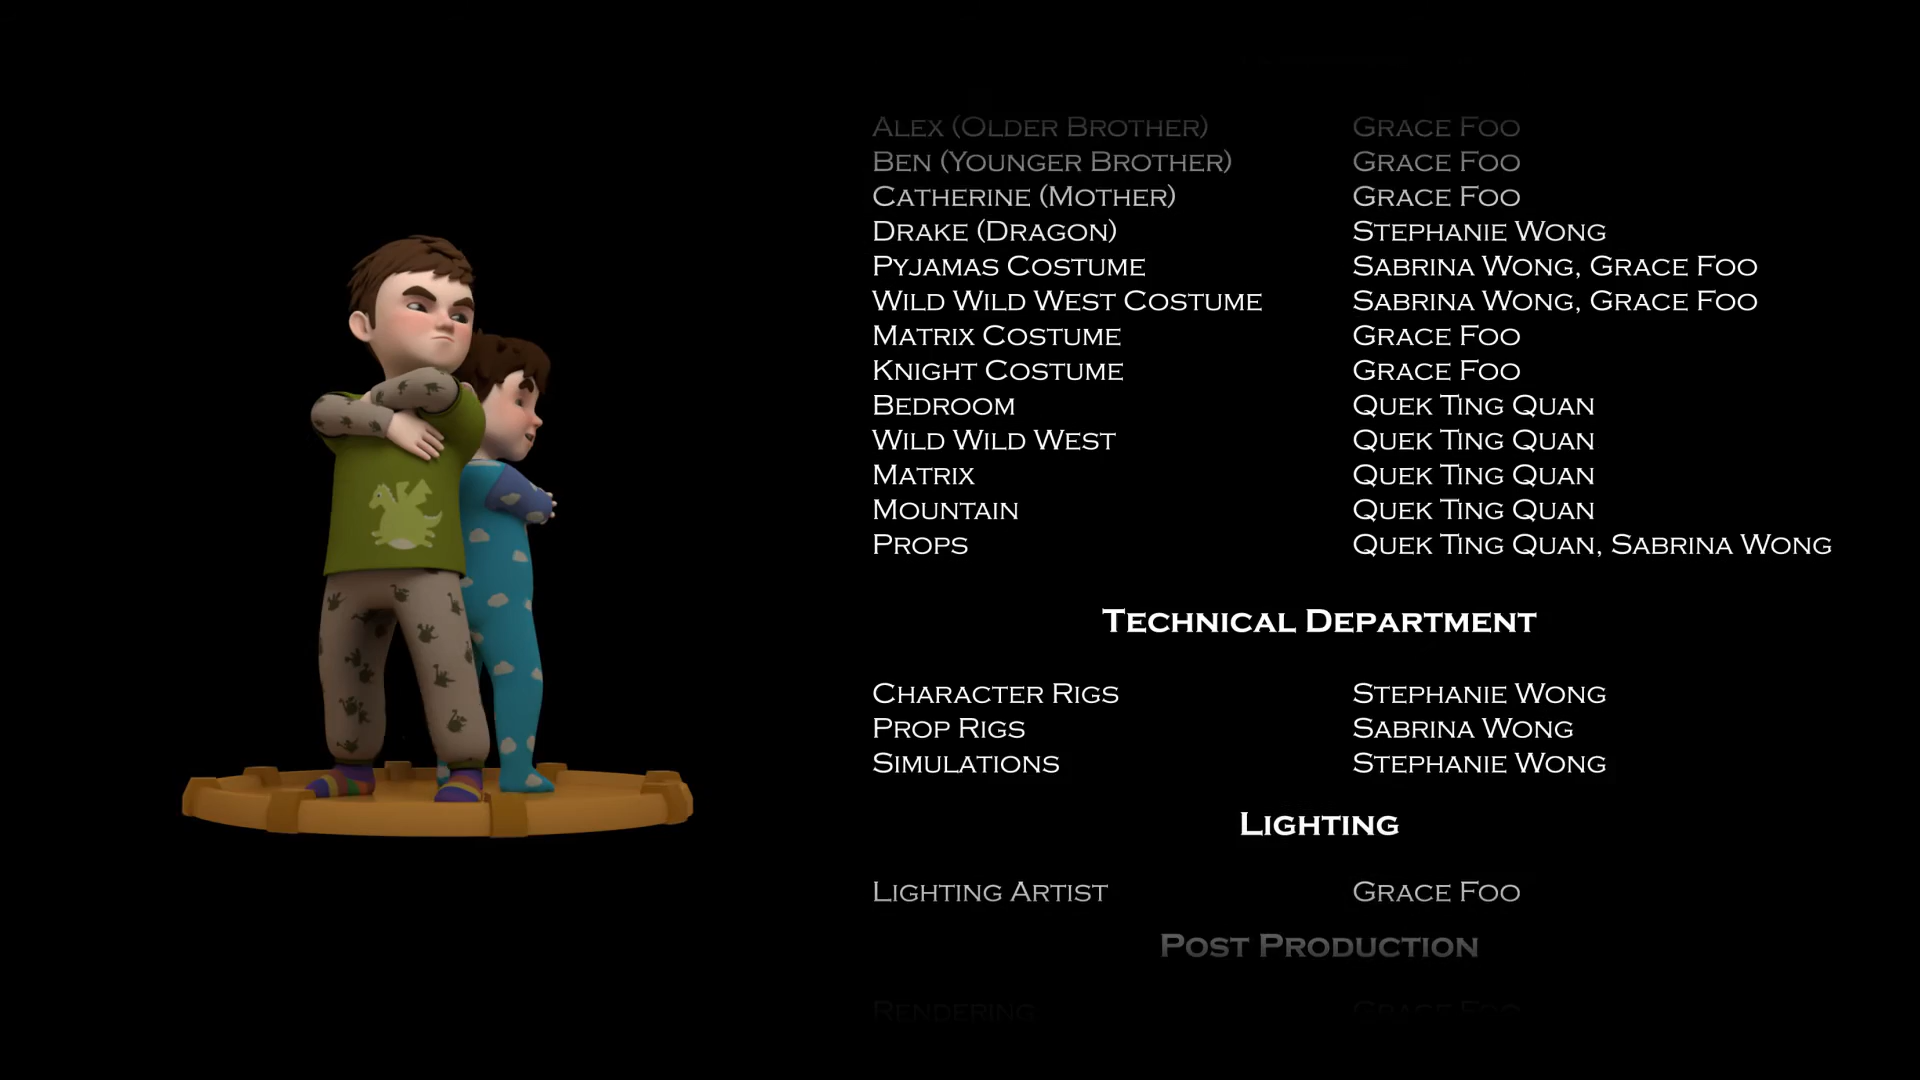 Alex (Older Brother) Grace Foo
Ben (Younger Brother) Grace Foo
Catherine (Mother) Grace Foo
Drake (Dragon) Stephanie Wong
Pyjamas Costume Sabrina Wong, Grace Foo
Wild Wild West Costume Sabrina Wong, Grace Foo
Matrix Costume Grace Foo
Knight Costume Grace Foo
Bedroom Quek Ting Quan
Wild Wild West Quek Ting Quan
Matrix Quek Ting Quan
Mountain Quek Ting Quan
Props Quek Ting Quan, Sabrina Wong
Technical Department
Character Rigs Stephanie Wong
Prop Rigs Sabrina Wong
Simulations Stephanie Wong
Lighting
Lighting Artist Grace Foo
Post Production
Rendering Grace Foo